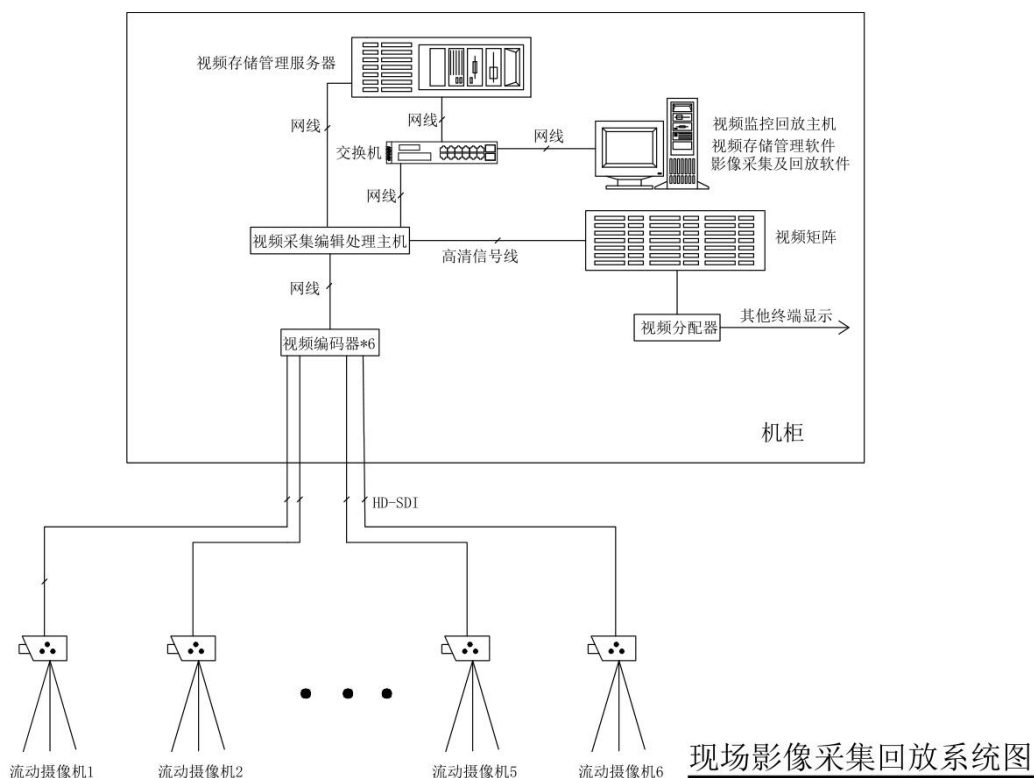 视频存储管理服务器
网线
网线
网线
交换机
视频监控回放主机
视频存储管理软件
影像采集及回放软件
网线
视频采集编辑处理主机
高清信号线
视频矩阵
网线
其他终端显示
视频分配器
视频编码器*6
机柜
HD-SDI
流动摄像机1
流动摄像机2
流动摄像机5
流动摄像机6
现场影像采集回放系统图